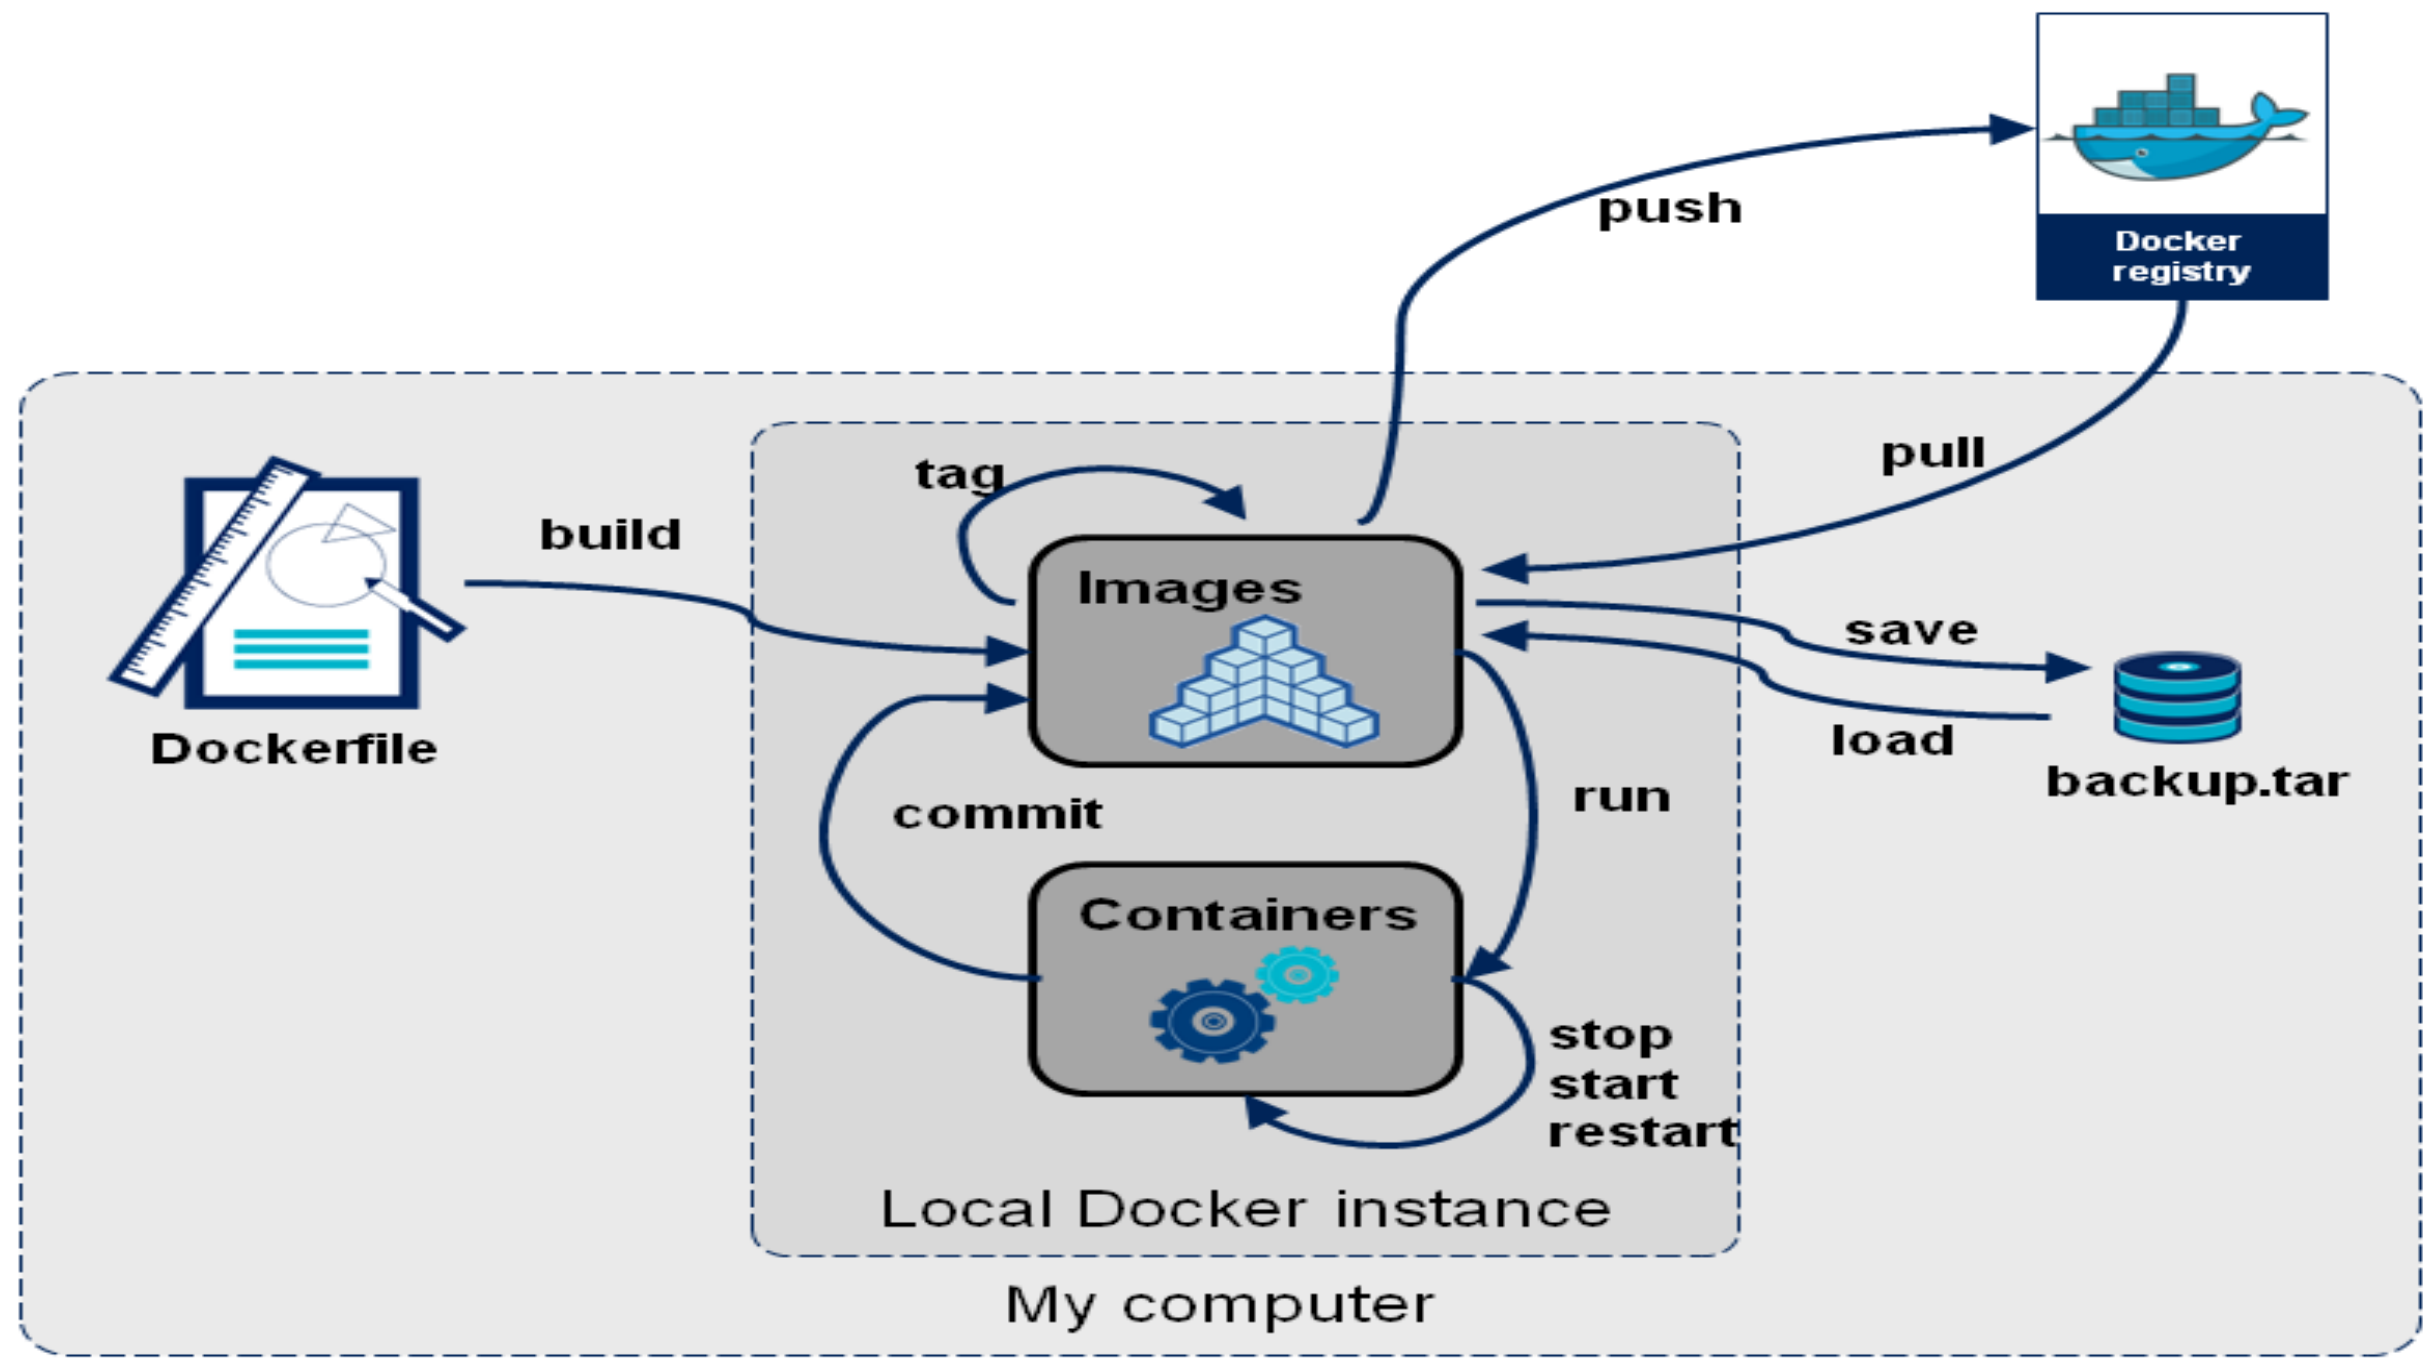 push
Docker
registry
pull
tag
build
Images
save
load
Dockerfile
backup.tar
run
commit
Containers
stop
start
restart
Local Docker instance
My computer